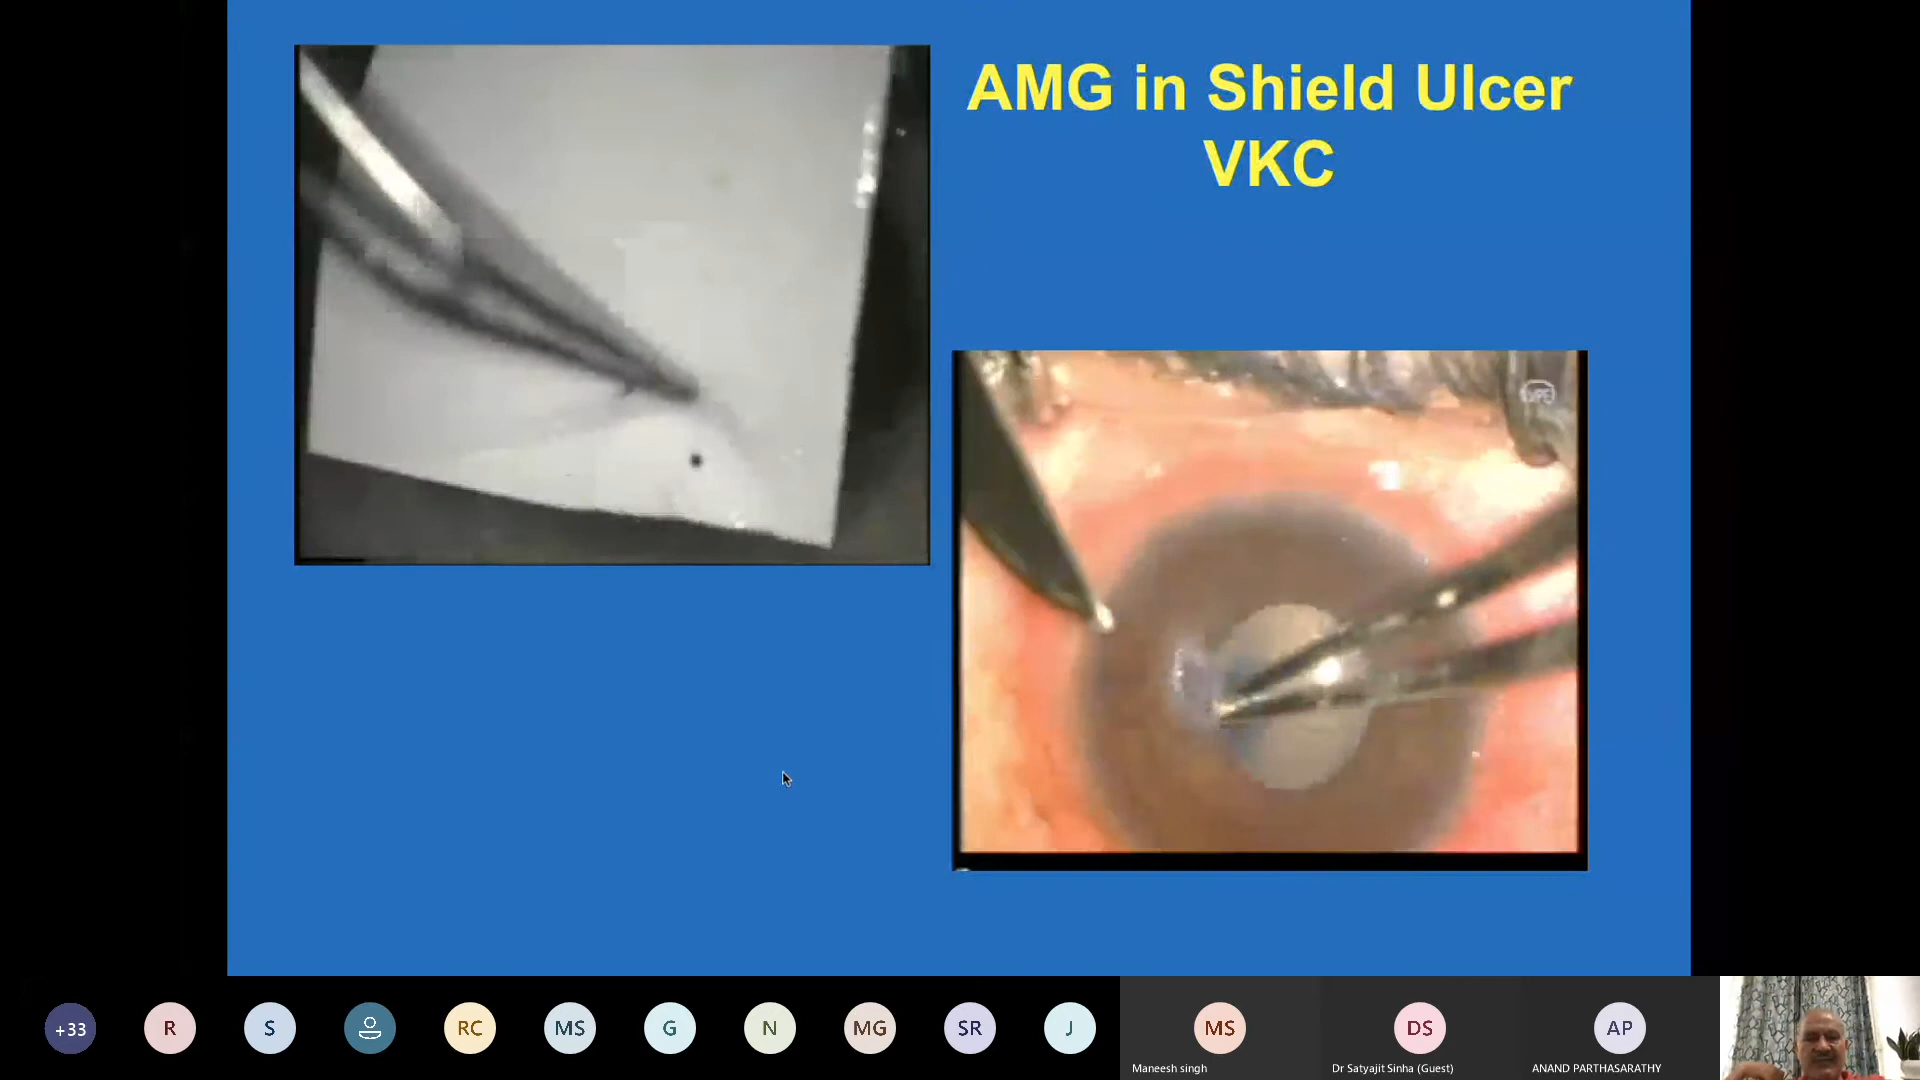 AMG in Shield Ulcer
VKC
+33
R
S
RC
MS
G
N
MG
SR
J
MS
DS
AP
Maneesh singh
Dr Satyajit Sinha (Guest)
ANAND PARTHASARATHY